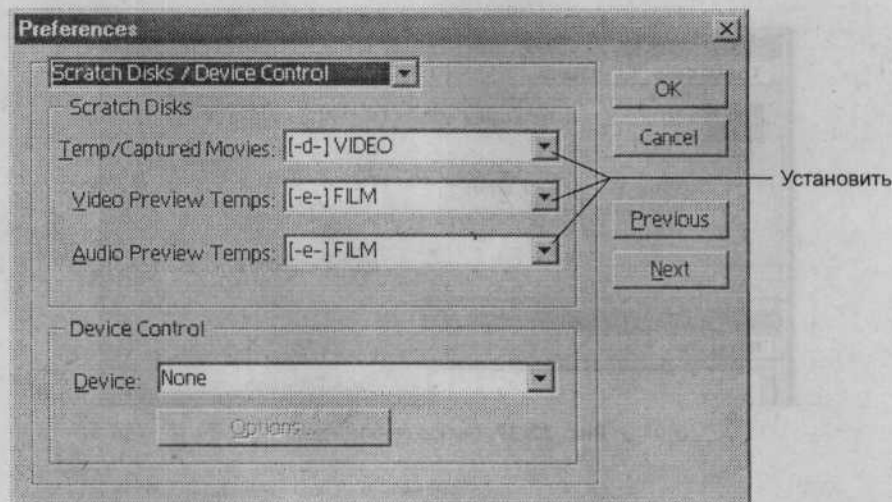 Preferences
Scratch Disks / Device Control
OK
Scratch Disks
Temp/Captured Movies: [-d-] VIDEO
Cancel
Установить
Video Preview Temps: [-e-] FILM
Previous
Audio Preview Temps: [-e-] FILM
Next
Device Control
Device: None
Options...